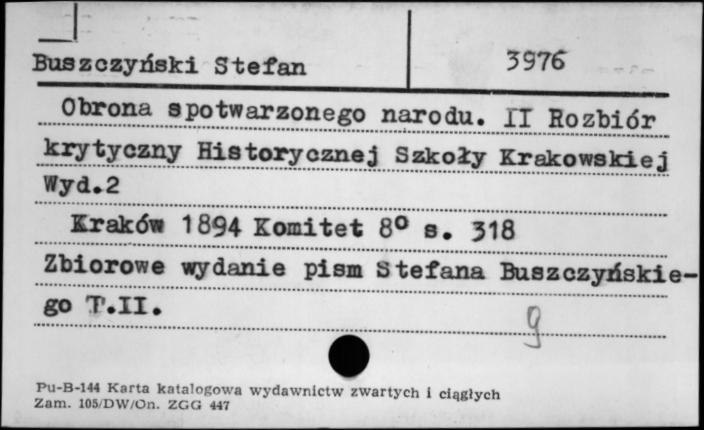 Buszczyński Stefan 3976
Obrona spotwarzonego narodu. II Rozbiór
krytyczny Historycznej Szkoły Krakowskiej
Wyd.2
Kraków 1894 Komitet 8º s. 318
Zbiorowe wydanie pism Stefana Buszczyńskie-
go T.II.
g
Pu-B-144 Karta katalogowa wydawnictw zwartych i ciągłych
Zam. 105/DW/On. ZGG 447